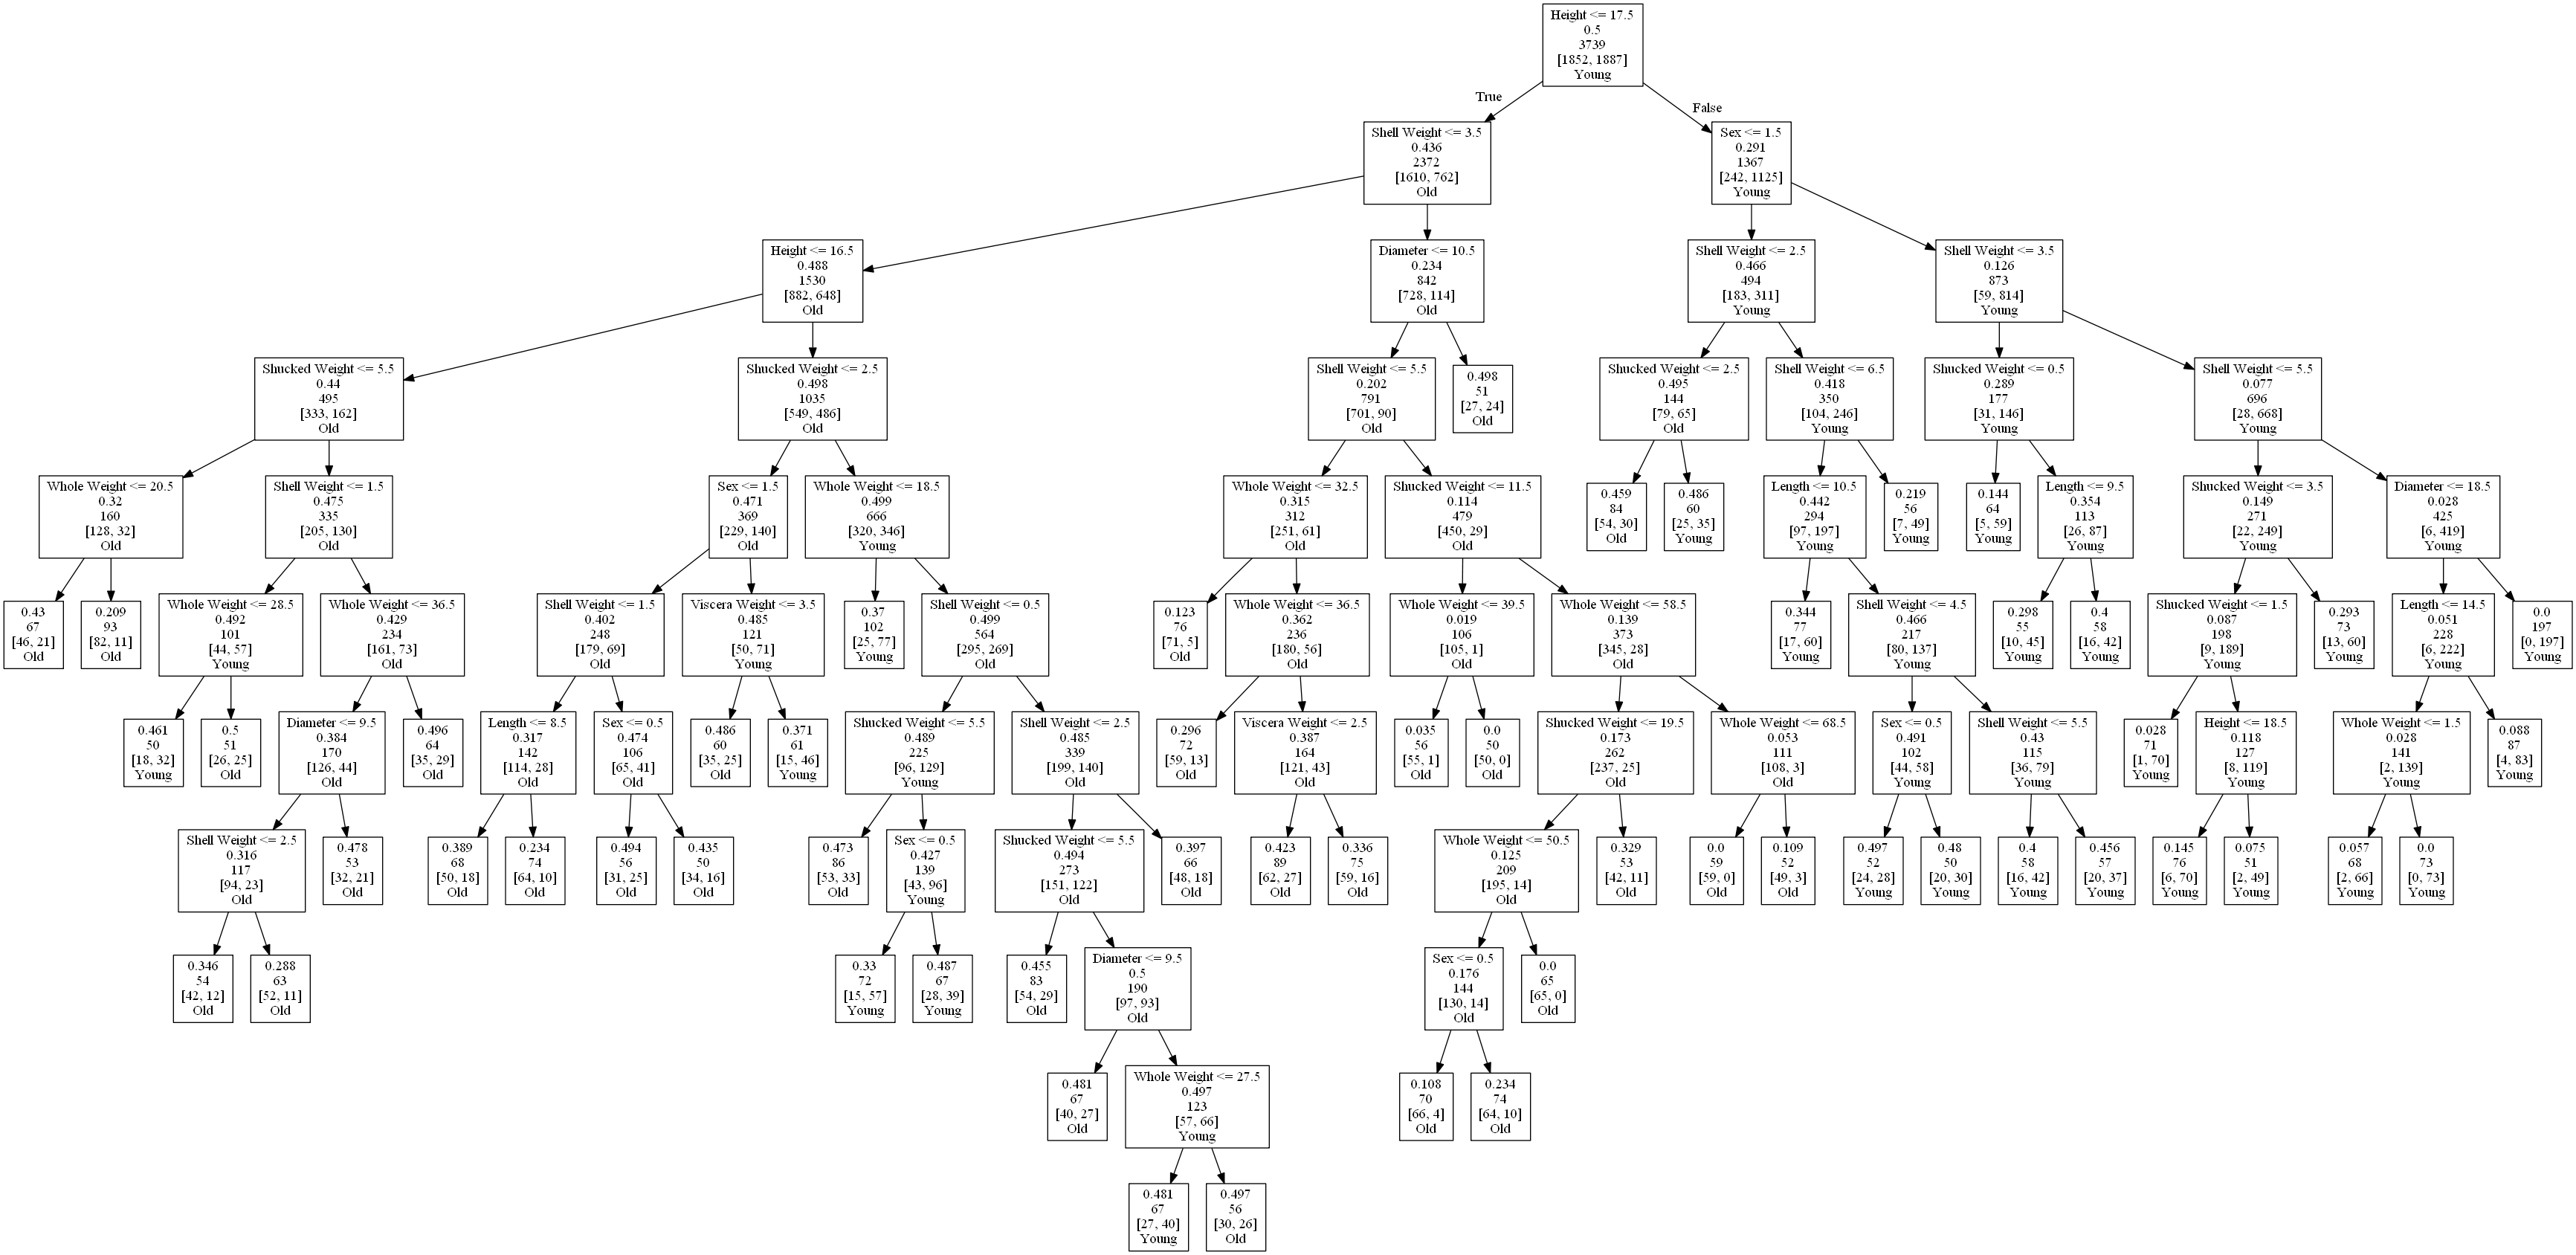 Height <= 17.5
0.5
3739
[1852, 1887]
Young
True
False
Shell Weight <= 3.5
0.436
2372
[1610, 762]
Old
Sex <= 1.5
0.291
1367
[242, 1125]
Young
Height <= 16.5
0.488
1530
[882, 648]
Old
Diameter <= 10.5
0.234
842
[728, 114]
Old
Shell Weight <= 2.5
0.466
494
[183, 311]
Young
Shell Weight <= 3.5
0.126
873
[59, 814]
Young
Shucked Weight <= 5.5
0.44
495
[333, 162]
Old
Shucked Weight <= 2.5
0.498
1035
[549, 486]
Old
Shell Weight <= 5.5
0.202
791
[701, 90]
Old
0.498
51
[27, 24]
Old
Shucked Weight <= 2.5
0.495
144
[79, 65]
Old
Shell Weight <= 6.5
0.418
350
[104, 246]
Young
Shucked Weight <= 0.5
0.289
177
[31, 146]
Young
Shell Weight <= 5.5
0.077
696
[28, 668]
Young
Whole Weight <= 20.5
0.32
160
[128, 32]
Old
Shell Weight <= 1.5
0.475
335
[205, 130]
Old
Sex <= 1.5
0.471
369
[229, 140]
Old
Whole Weight <= 18.5
0.499
666
[320, 346]
Young
Whole Weight <= 32.5
0.315
312
[251, 61]
Old
Shucked Weight <= 11.5
0.114
479
[450, 29]
Old
0.459
84
[54, 30]
Old
0.486
60
[25, 35]
Young
Length <= 10.5
0.442
294
[97, 197]
Young
0.219
56
[7, 49]
Young
0.144
64
[5, 59]
Young
Length <= 9.5
0.354
113
[26, 87]
Young
Shucked Weight <= 3.5
0.149
271
[22, 249]
Young
Diameter <= 18.5
0.028
425
[6, 419]
Young
0.43
67
[46, 21]
Old
0.209
93
[82, 11]
Old
Whole Weight <= 28.5
0.492
101
[44, 57]
Young
Whole Weight <= 36.5
0.429
234
[161, 73]
Old
Shell Weight <= 1.5
0.402
248
[179, 69]
Old
Viscera Weight <= 3.5
0.485
121
[50, 71]
Young
0.37
102
[25, 77]
Young
Shell Weight <= 0.5
0.499
564
[295, 269]
Old
0.123
76
[71, 5]
Old
Whole Weight <= 36.5
0.362
236
[180, 56]
Old
Whole Weight <= 39.5
0.019
106
[105, 1]
Old
Whole Weight <= 58.5
0.139
373
[345, 28]
Old
0.344
77
[17, 60]
Young
Shell Weight <= 4.5
0.466
217
[80, 137]
Young
0.298
55
[10, 45]
Young
0.4
58
[16, 42]
Young
Shucked Weight <= 1.5
0.087
198
[9, 189]
Young
0.293
73
[13, 60]
Young
Length <= 14.5
0.051
228
[6, 222]
Young
0.0
197
[0, 197]
Young
0.461
50
[18, 32]
Young
0.5
51
[26, 25]
Old
Diameter <= 9.5
0.384
170
[126, 44]
Old
0.496
64
[35, 29]
Old
Length <= 8.5
0.317
142
[114, 28]
Old
Sex <= 0.5
0.474
106
[65, 41]
Old
0.486
60
[35, 25]
Old
0.371
61
[15, 46]
Young
Shucked Weight <= 5.5
0.489
225
[96, 129]
Young
Shell Weight <= 2.5
0.485
339
[199, 140]
Old
0.296
72
[59, 13]
Old
Viscera Weight <= 2.5
0.387
164
[121, 43]
Old
0.035
56
[55, 1]
Old
0.0
50
[50, 0]
Old
Shucked Weight <= 19.5
0.173
262
[237, 25]
Old
Whole Weight <= 68.5
0.053
111
[108, 3]
Old
Sex <= 0.5
0.491
102
[44, 58]
Young
Shell Weight <= 5.5
0.43
115
[36, 79]
Young
0.028
71
[1, 70]
Young
Height <= 18.5
0.118
127
[8, 119]
Young
Whole Weight <= 1.5
0.028
141
[2, 139]
Young
0.088
87
[4, 83]
Young
Shell Weight <= 2.5
0.316
117
[94, 23]
Old
0.478
53
[32, 21]
Old
0.389
68
[50, 18]
Old
0.234
74
[64, 10]
Old
0.494
56
[31, 25]
Old
0.435
50
[34, 16]
Old
0.473
86
[53, 33]
Old
Sex <= 0.5
0.427
139
[43, 96]
Young
Shucked Weight <= 5.5
0.494
273
[151, 122]
Old
0.397
66
[48, 18]
Old
0.423
89
[62, 27]
Old
0.336
75
[59, 16]
Old
Whole Weight <= 50.5
0.125
209
[195, 14]
Old
0.329
53
[42, 11]
Old
0.0
59
[59, 0]
Old
0.109
52
[49, 3]
Old
0.497
52
[24, 28]
Young
0.48
50
[20, 30]
Young
0.4
58
[16, 42]
Young
0.456
57
[20, 37]
Young
0.145
76
[6, 70]
Young
0.075
51
[2, 49]
Young
0.057
68
[2, 66]
Young
0.0
73
[0, 73]
Young
0.346
54
[42, 12]
Old
0.288
63
[52, 11]
Old
0.33
72
[15, 57]
Young
0.487
67
[28, 39]
Young
0.455
83
[54, 29]
Old
Diameter <= 9.5
0.5
190
[97, 93]
Old
Sex <= 0.5
0.176
144
[130, 14]
Old
0.0
65
[65, 0]
Old
0.481
67
[40, 27]
Old
Whole Weight <= 27.5
0.497
123
[57, 66]
Young
0.108
70
[66, 4]
Old
0.234
74
[64, 10]
Old
0.481
67
[27, 40]
Young
0.497
56
[30, 26]
Old